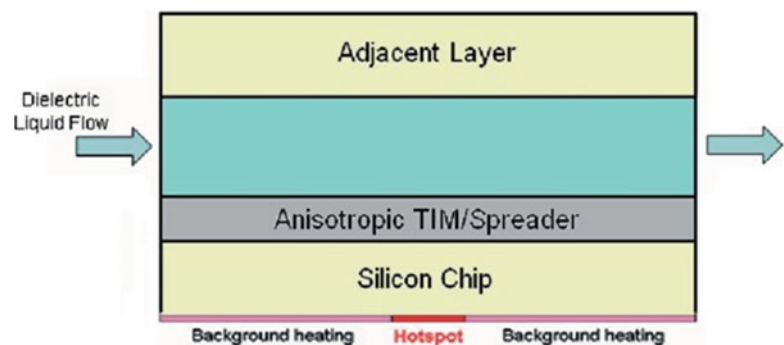 Adjacent Layer
Dielectric
Liquid Flow
Anisotropic TIM/Spreader
Silicon Chip
Background heating Hotspot Background heating